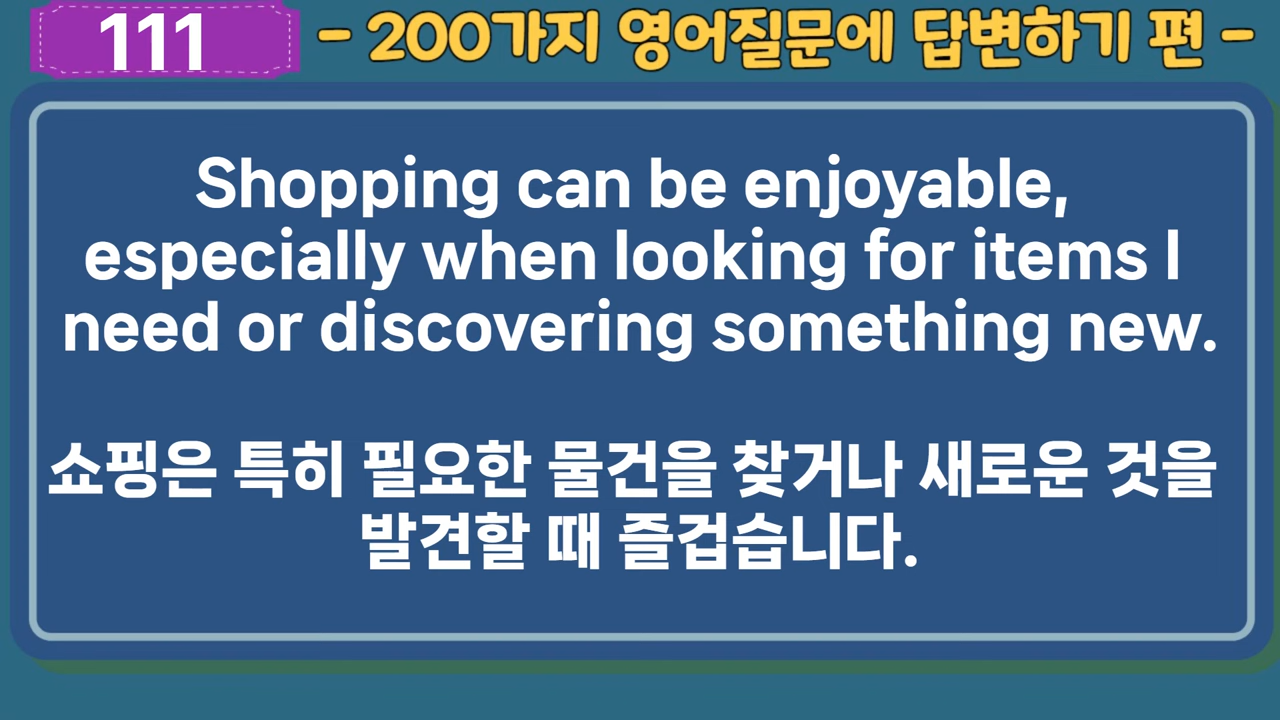 111
- 200가지 영어질문에 답변하기 편 -
Shopping can be enjoyable,
especially when looking for items I
need or discovering something new.
쇼핑은 특히 필요한 물건을 찾거나 새로운 것을
발견할 때 즐겁습니다.